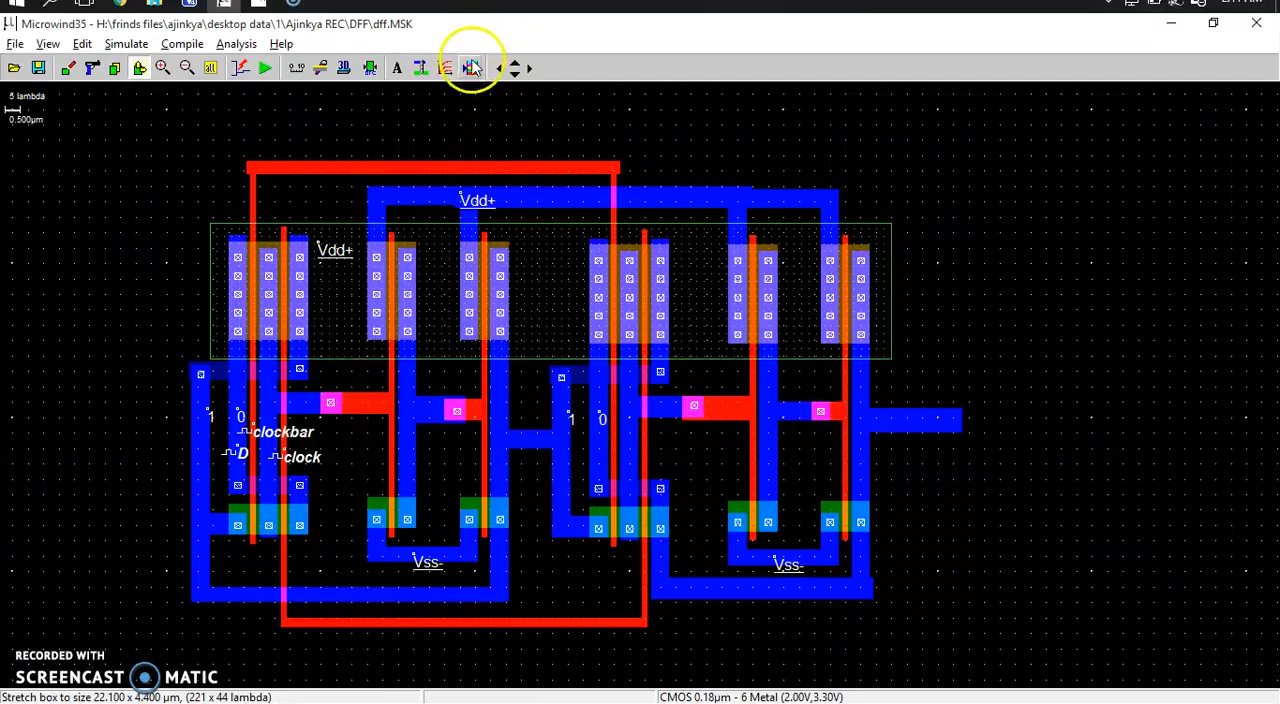 Microwind35 - H:\frinds files\ajinkya\desktop data\1\Ajinkya REC\DFF\dff.MSK
File View Edit Simulate Compile Analysis Help
A
3D
5 lambda
0.500µm
Vdd+
Vdd+
1 0
clockbar
D clock
1 0
Vss-
Vss-
RECORDED WITH
SCREENCAST MATIC
Stretch box to size 22.100 x 4.400 µm, (221 x 44 lambda)
CMOS 0.18µm - 6 Metal (2.00V,3.30V)